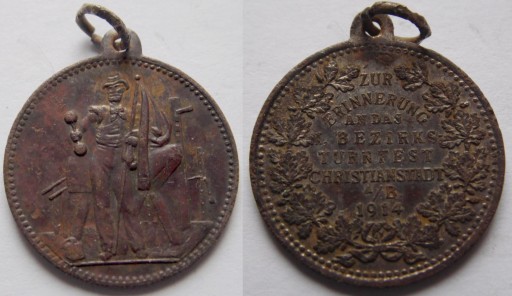 ZUR
ERINNERUNG
AN DAS
BEZIRKS
TURNFEST
CHRISTIANSTADT
A/B
1914